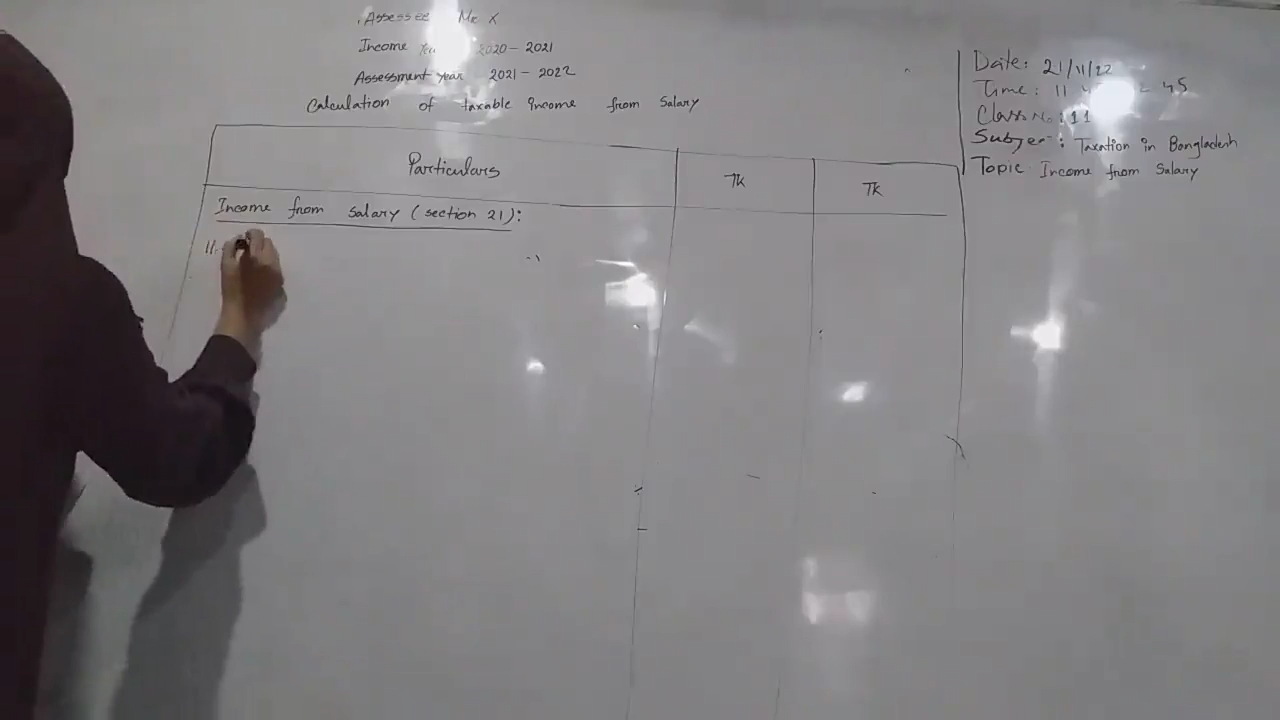 Assessee Mr X
Income Year 2020-2021
Assessment year 2021-2022
Calculation of taxable income from Salary
Particulars
Tk
Tk
Income from salary (section 21):
Date: 21/11/22
Time: 11 45
Class No: 11
Subject: Taxation in Bangladesh
Topic: Income from Salary